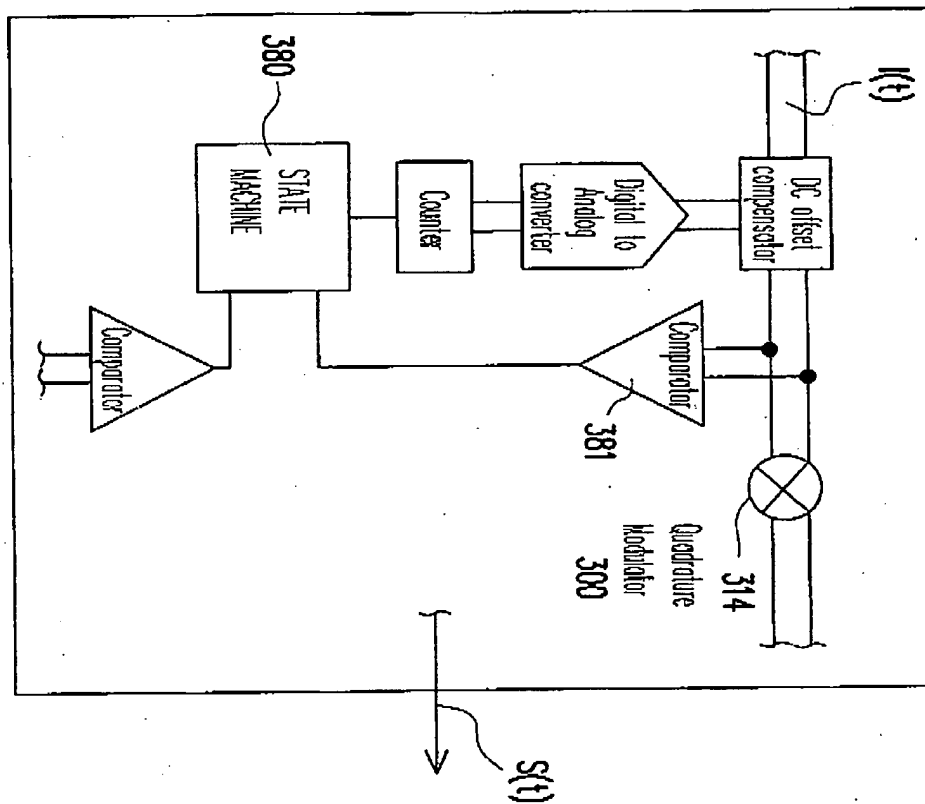 I(t)
DC offset
compensator
314
Quadrature
Modulator
300
Digital to
Analog
converter
Comparator
381
Counter
STATE
MACHINE
380
Comparator
S(t)